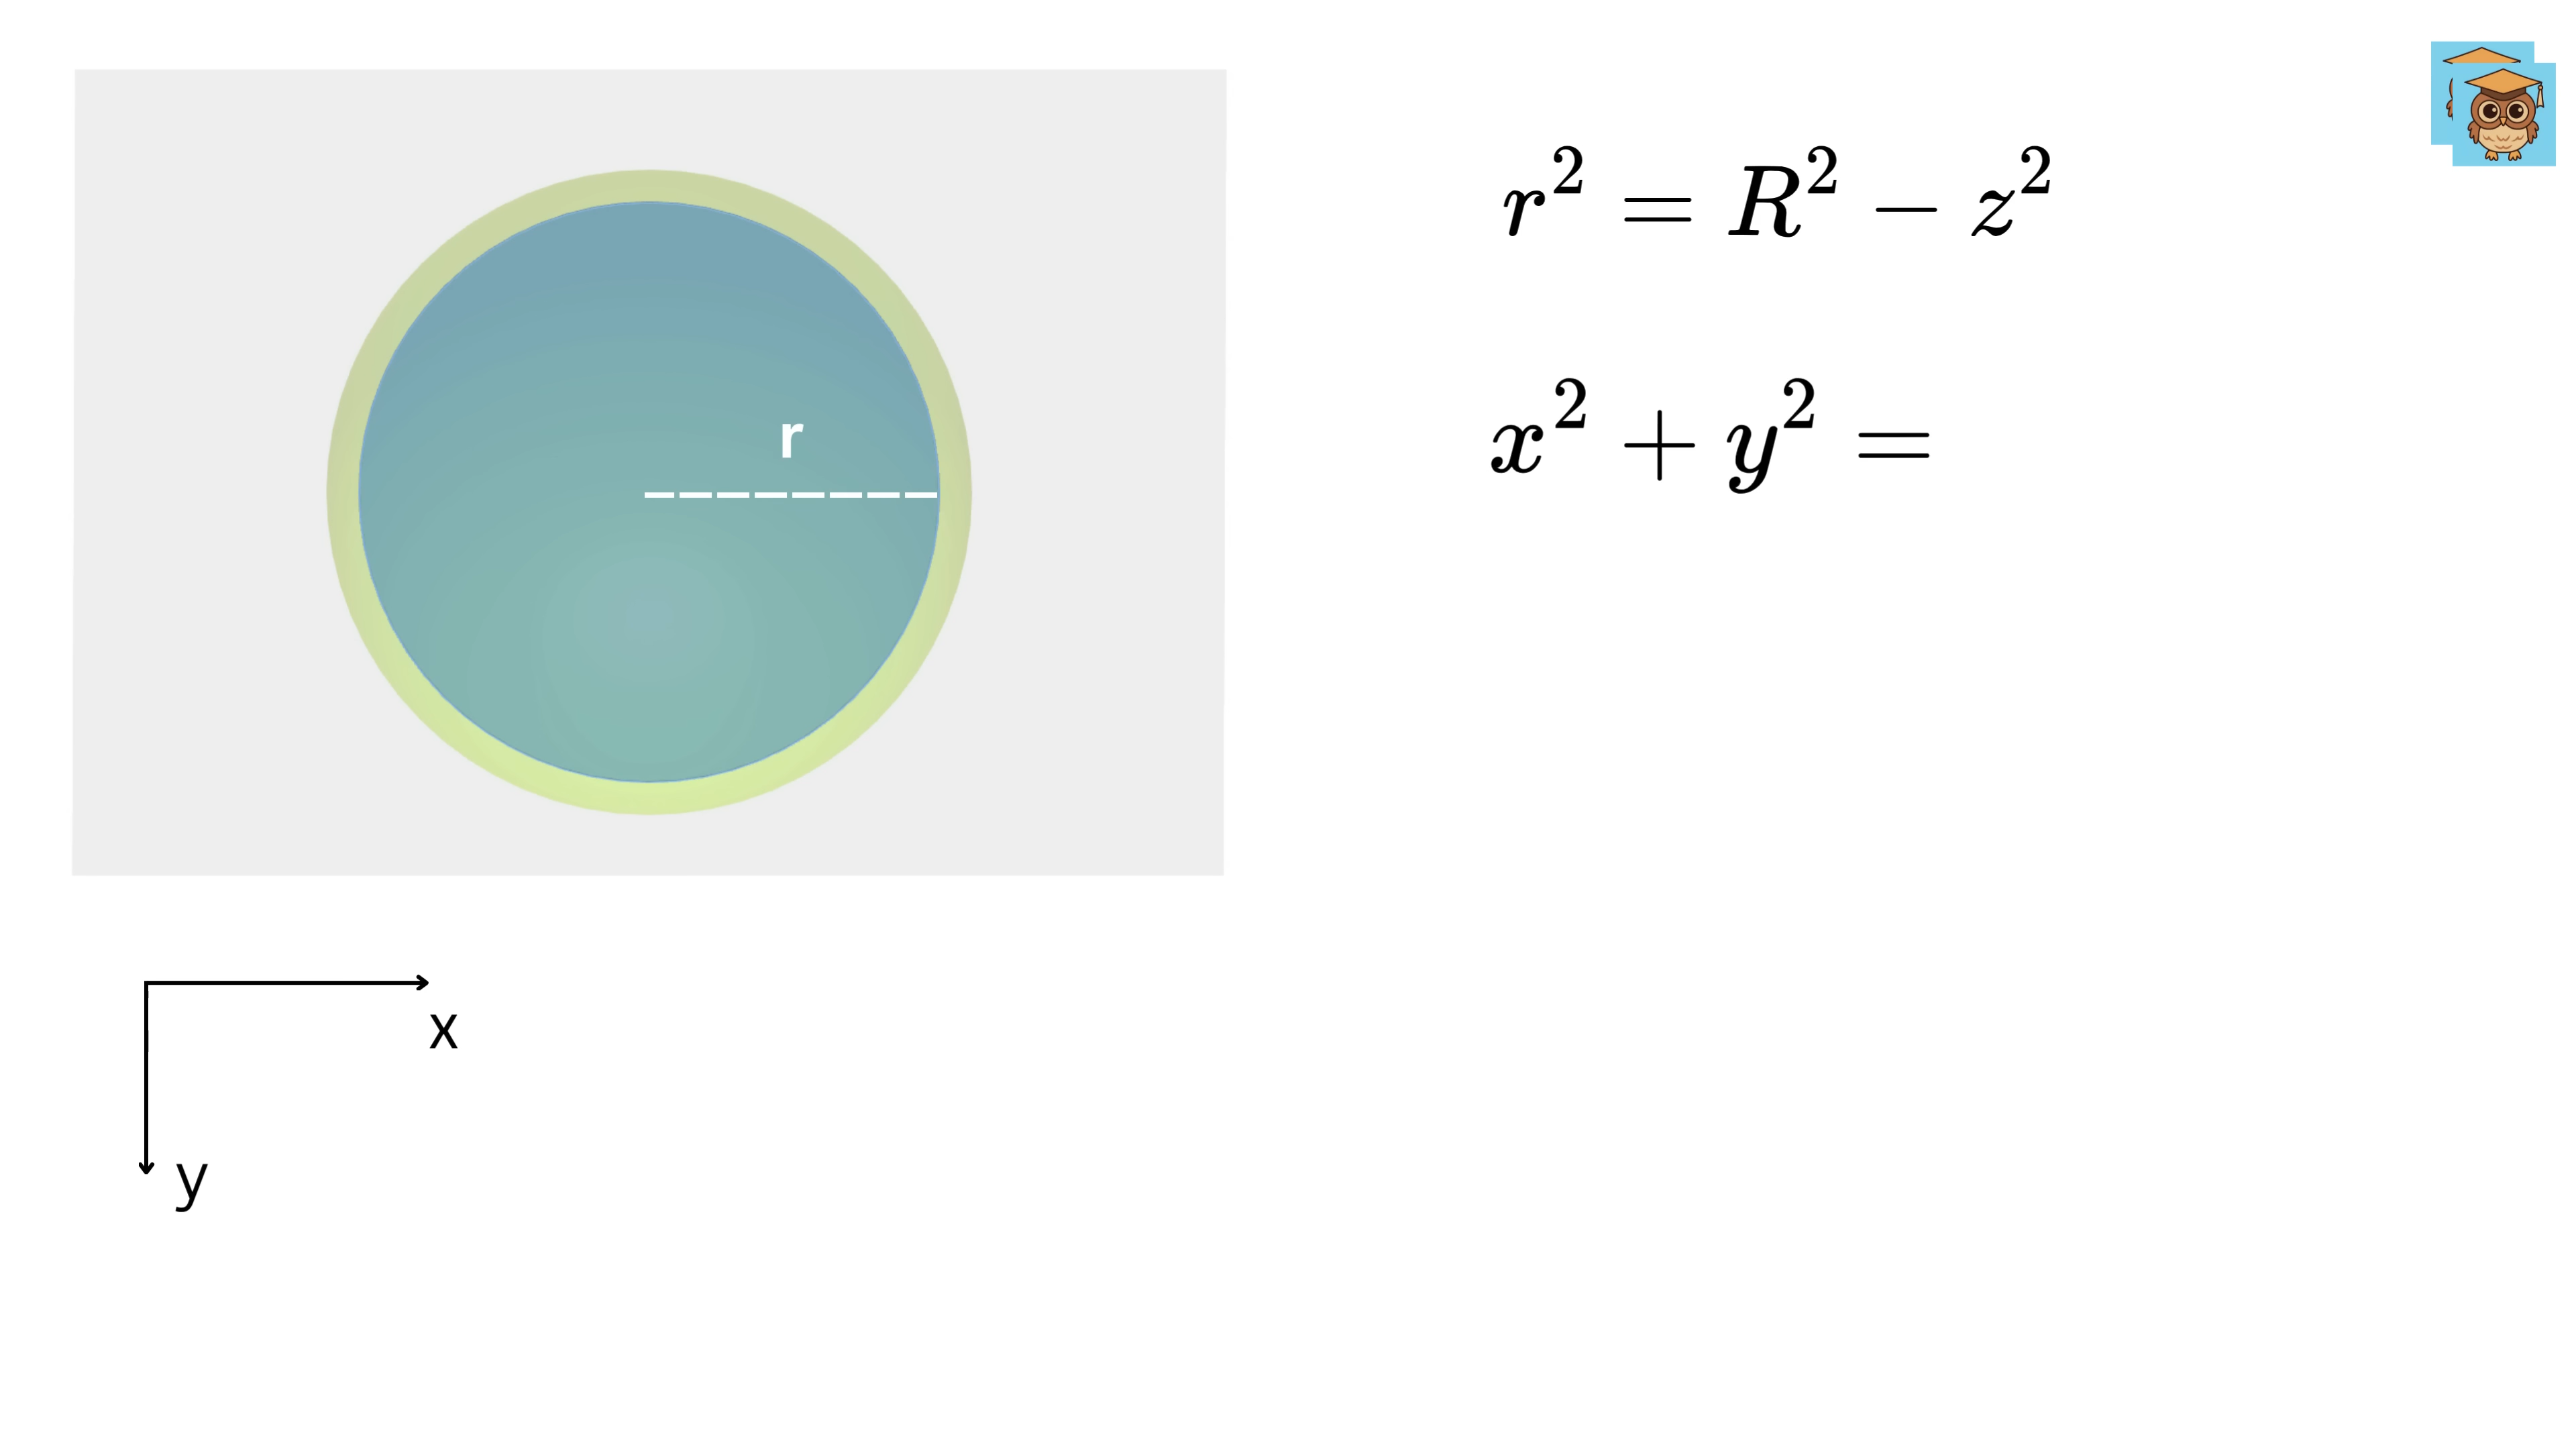 r² = R² − z²
x² + y² =
r
x
y